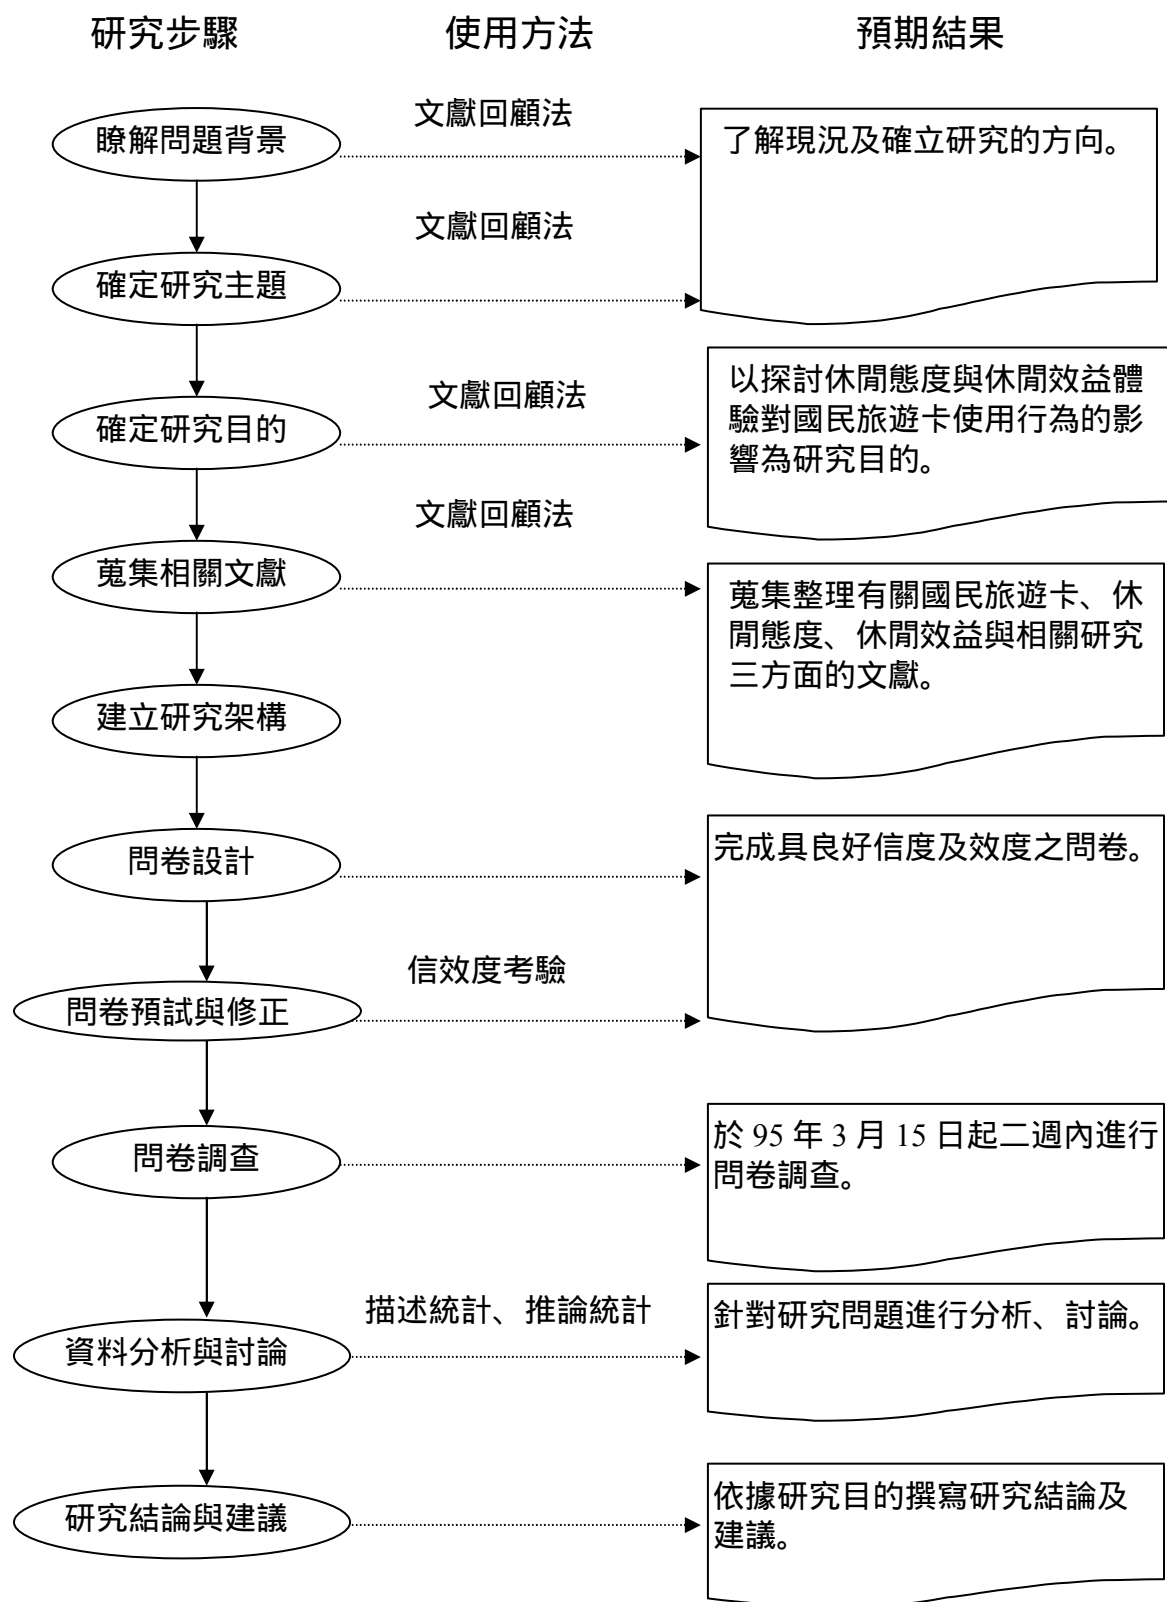 研究步驟
使用方法
預期結果
文獻回顧法
瞭解問題背景
了解現況及確立研究的方向。
文獻回顧法
確定研究主題
文獻回顧法
確定研究目的
以探討休閒態度與休閒效益體
驗對國民旅遊卡使用行為的影
響為研究目的。
文獻回顧法
蒐集相關文獻
蒐集整理有關國民旅遊卡、休
閒態度、休閒效益與相關研究
三方面的文獻。
建立研究架構
問卷設計
完成具良好信度及效度之問卷。
信效度考驗
問卷預試與修正
問卷調查
於 95 年 3 月 15 日起二週內進行
問卷調查。
描述統計、推論統計
資料分析與討論
針對研究問題進行分析、討論。
研究結論與建議
依據研究目的撰寫研究結論及
建議。